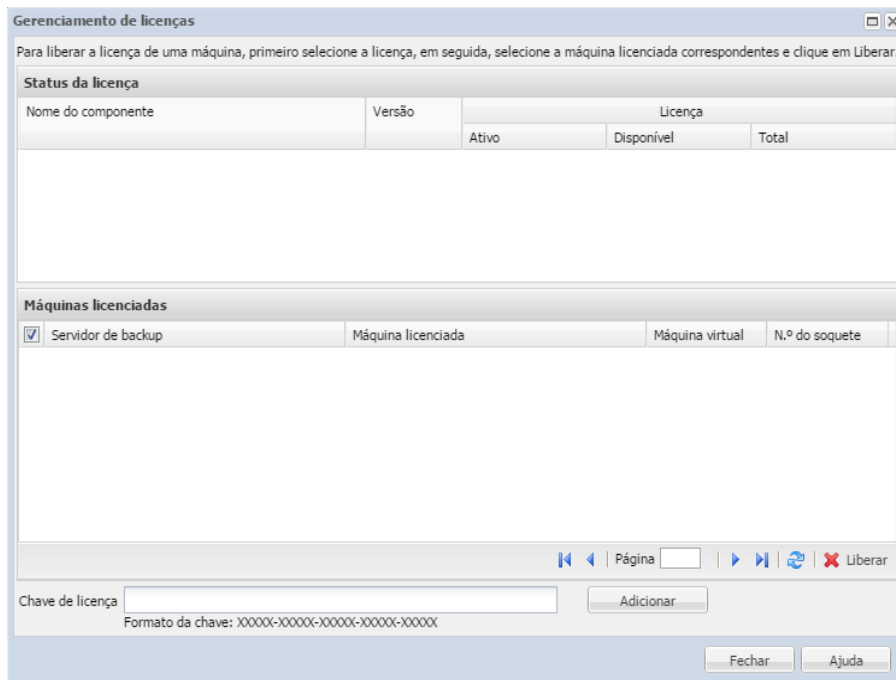 Gerenciamento de licenças
Para liberar a licença de uma máquina, primeiro selecione a licença, em seguida, selecione a máquina licenciada correspondentes e clique em Liberar.
Status da licença
Nome do componente Versão Licença
Ativo Disponível Total
Máquinas licenciadas
Servidor de backup Máquina licenciada Máquina virtual N.º do soquete
Página Liberar
Chave de licença Adicionar
Formato da chave: XXXXX-XXXXX-XXXXX-XXXXX-XXXXX
Fechar Ajuda